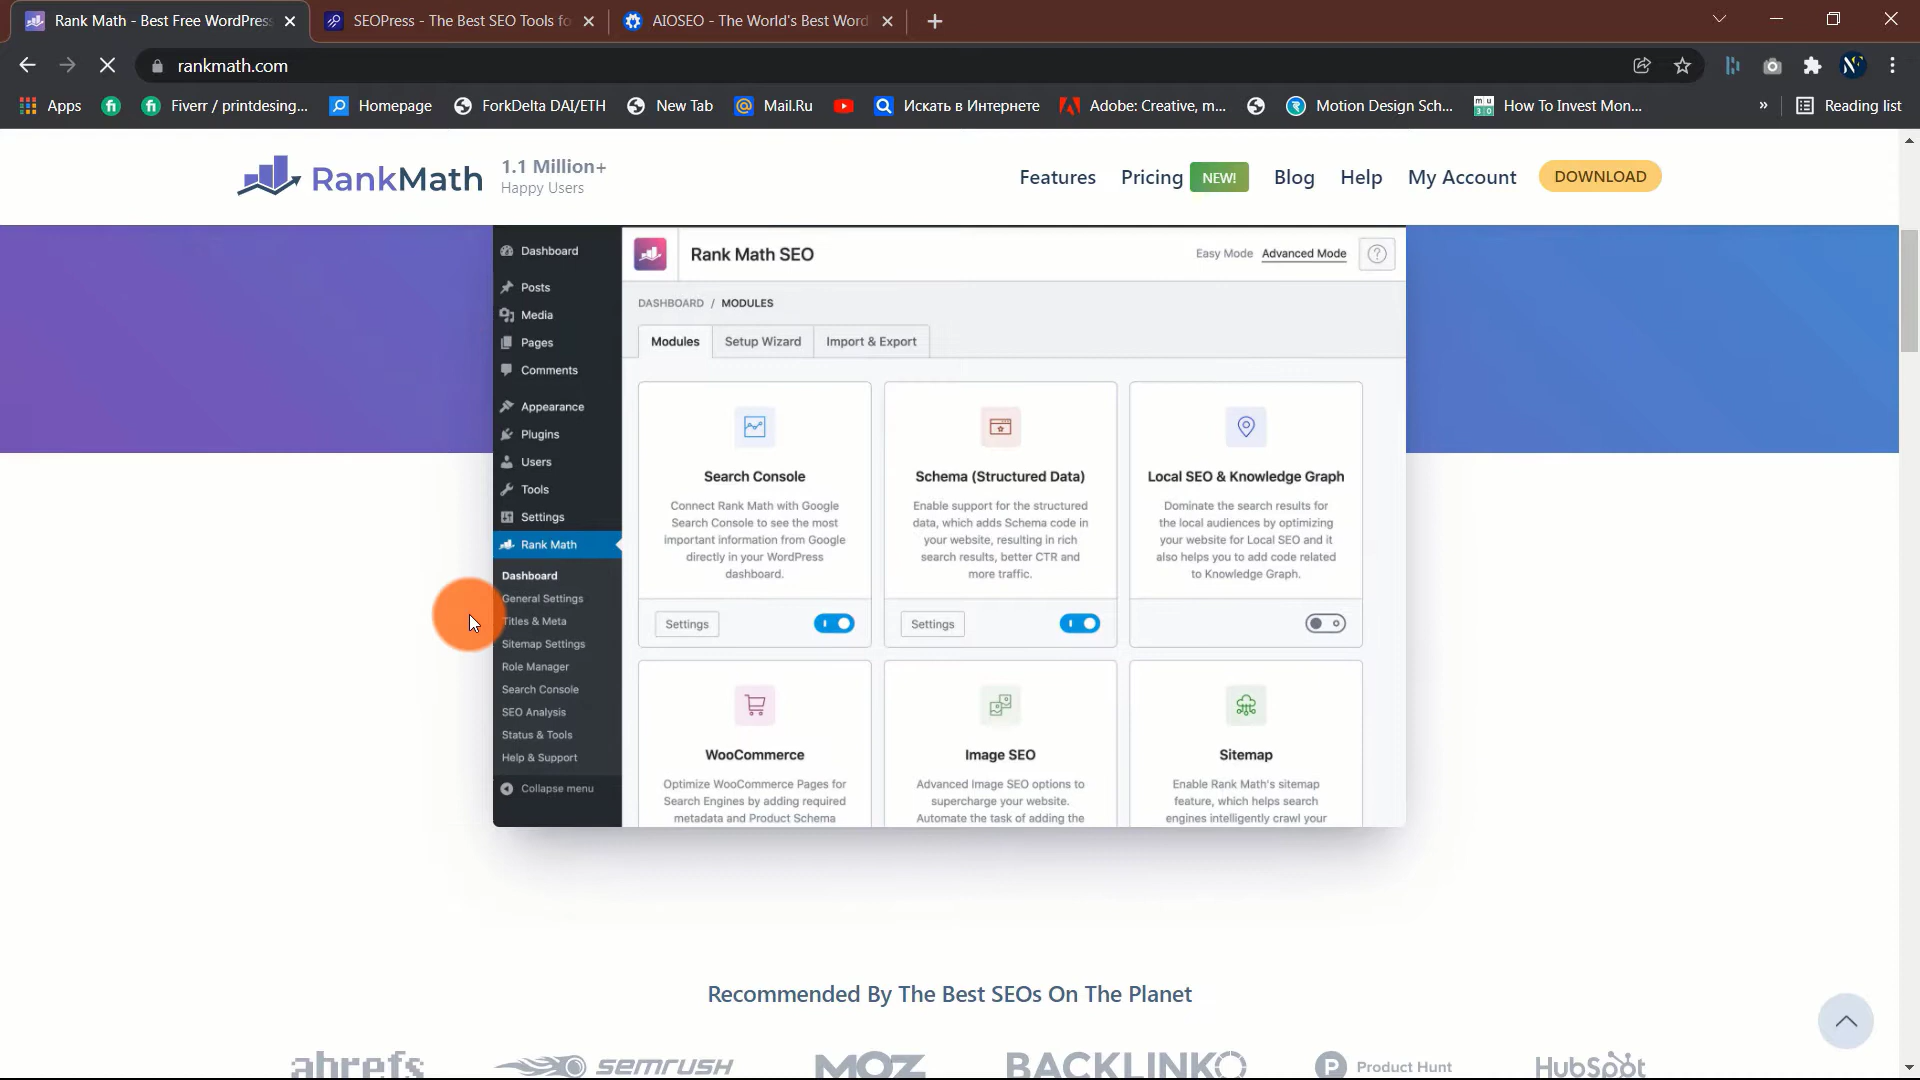 Rank Math - Best Free WordPress
SEOPress - The Best SEO Tools fo
AIOSEO - The World's Best Word
rankmath.com
Apps
Fiverr / printdesing...
Homepage
ForkDelta DAI/ETH
New Tab
Mail.Ru
Искать в Интернете
Adobe: Creative, m...
Motion Design Sch...
How To Invest Mon...
»
Reading list
RankMath
1.1 Million+
Happy Users
Features
Pricing
NEW!
Blog
Help
My Account
DOWNLOAD
Dashboard
Posts
Media
Pages
Comments
Appearance
Plugins
Users
Tools
Settings
Rank Math
Dashboard
General Settings
Titles & Meta
Sitemap Settings
Role Manager
Search Console
SEO Analysis
Status & Tools
Help & Support
Collapse menu
Rank Math SEO
Easy Mode
Advanced Mode
?
DASHBOARD / MODULES
Modules
Setup Wizard
Import & Export
Search Console
Connect Rank Math with Google
Search Console to see the most
important information from Google
directly in your WordPress
dashboard.
Settings
Schema (Structured Data)
Enable support for the structured
data, which adds Schema code in
your website, resulting in rich
search results, better CTR and
more traffic.
Settings
Local SEO & Knowledge Graph
Dominate the search results for
the local audiences by optimizing
your website for Local SEO and it
also helps you to add code related
to Knowledge Graph.
WooCommerce
Optimize WooCommerce Pages for
Search Engines by adding required
metadata and Product Schema
Image SEO
Advanced Image SEO options to
supercharge your website.
Automate the task of adding the
Sitemap
Enable Rank Math's sitemap
feature, which helps search
engines intelligently crawl your
Recommended By The Best SEOs On The Planet
ahrefs
SEMRUSH
MOZ
BACKLINKO
Product Hunt
HubSpot